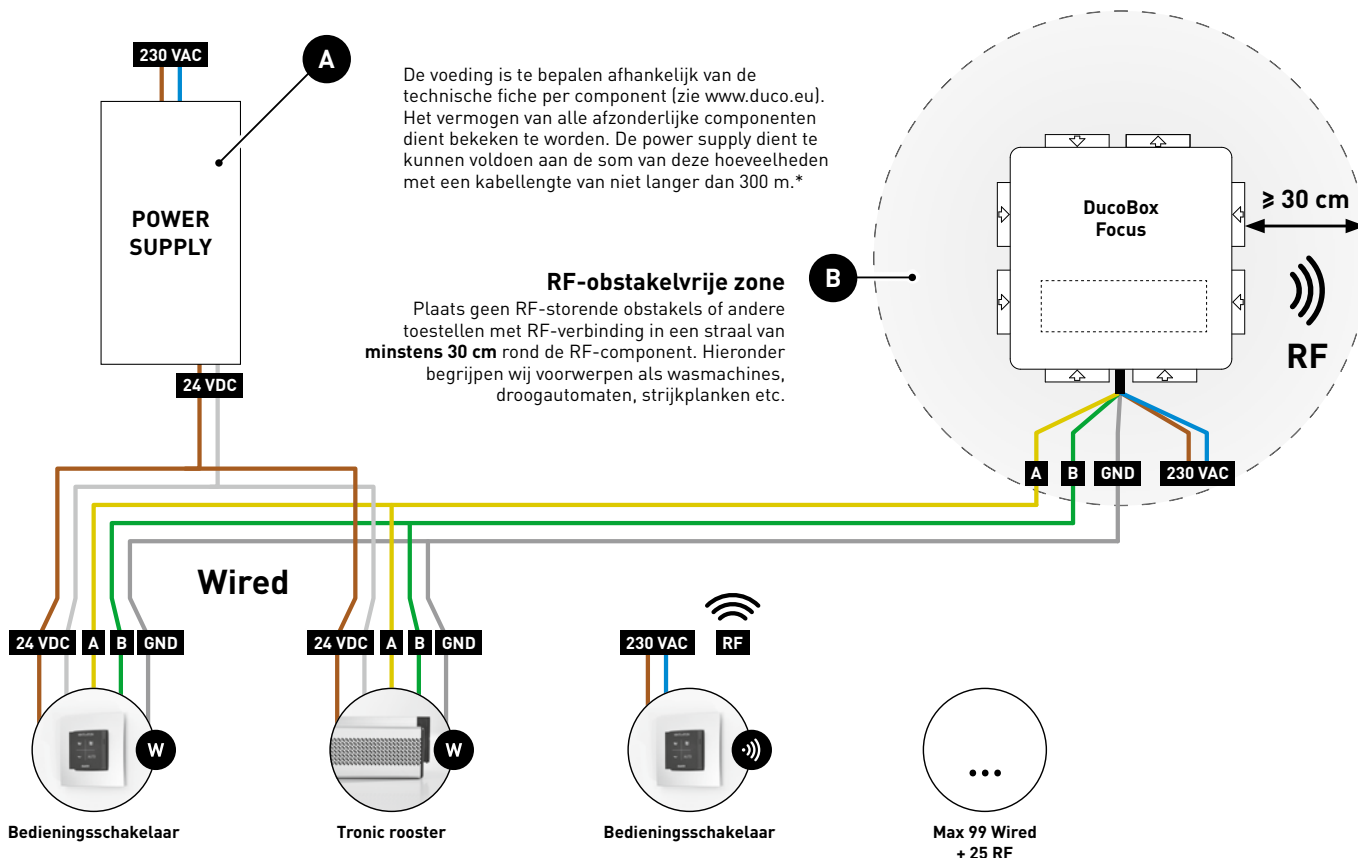 230 VAC
A
De voeding is te bepalen afhankelijk van de
technische fiche per component (zie www.duco.eu).
Het vermogen van alle afzonderlijke componenten
dient bekeken te worden. De power supply dient te
kunnen voldoen aan de som van deze hoeveelheden
met een kabellengte van niet langer dan 300 m.*
POWER
SUPPLY
24 VDC
DucoBox
Focus
≥ 30 cm
RF
B
RF-obstakelvrije zone
Plaats geen RF-storende obstakels of andere
toestellen met RF-verbinding in een straal van
minstens 30 cm rond de RF-component. Hieronder
begrijpen wij voorwerpen als wasmachines,
droogautomaten, strijkplanken etc.
A B GND 230 VAC
Wired
24 VDC A B GND
24 VDC A B GND
230 VAC RF
W
W
...
Bedieningsschakelaar
Tronic rooster
Bedieningsschakelaar
Max 99 Wired
+ 25 RF